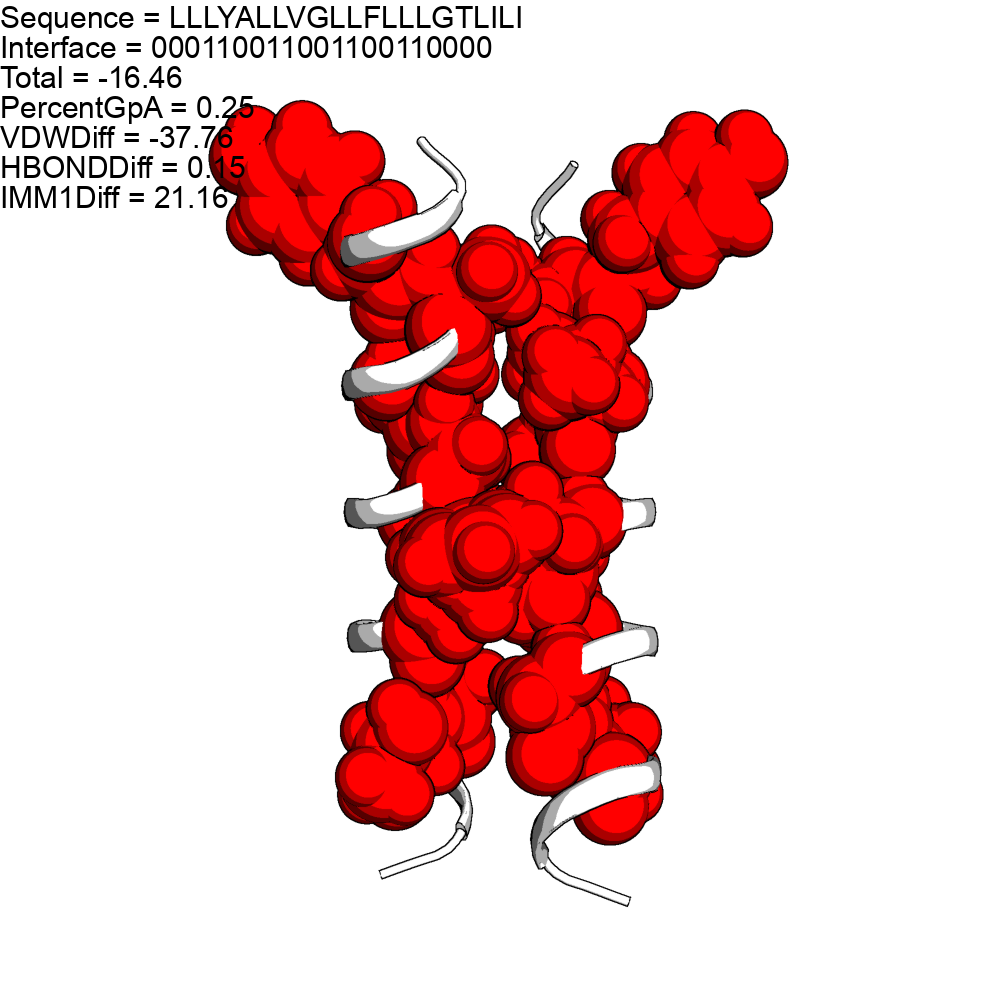 Sequence = LLLYALLVGLLFLLLGTLILI
Interface = 000110011001100110000
Total = -16.46
PercentGpA = 0.25
VDWDiff = -37.76
HBONDDiff = 0.15
IMM1Diff = 21.16